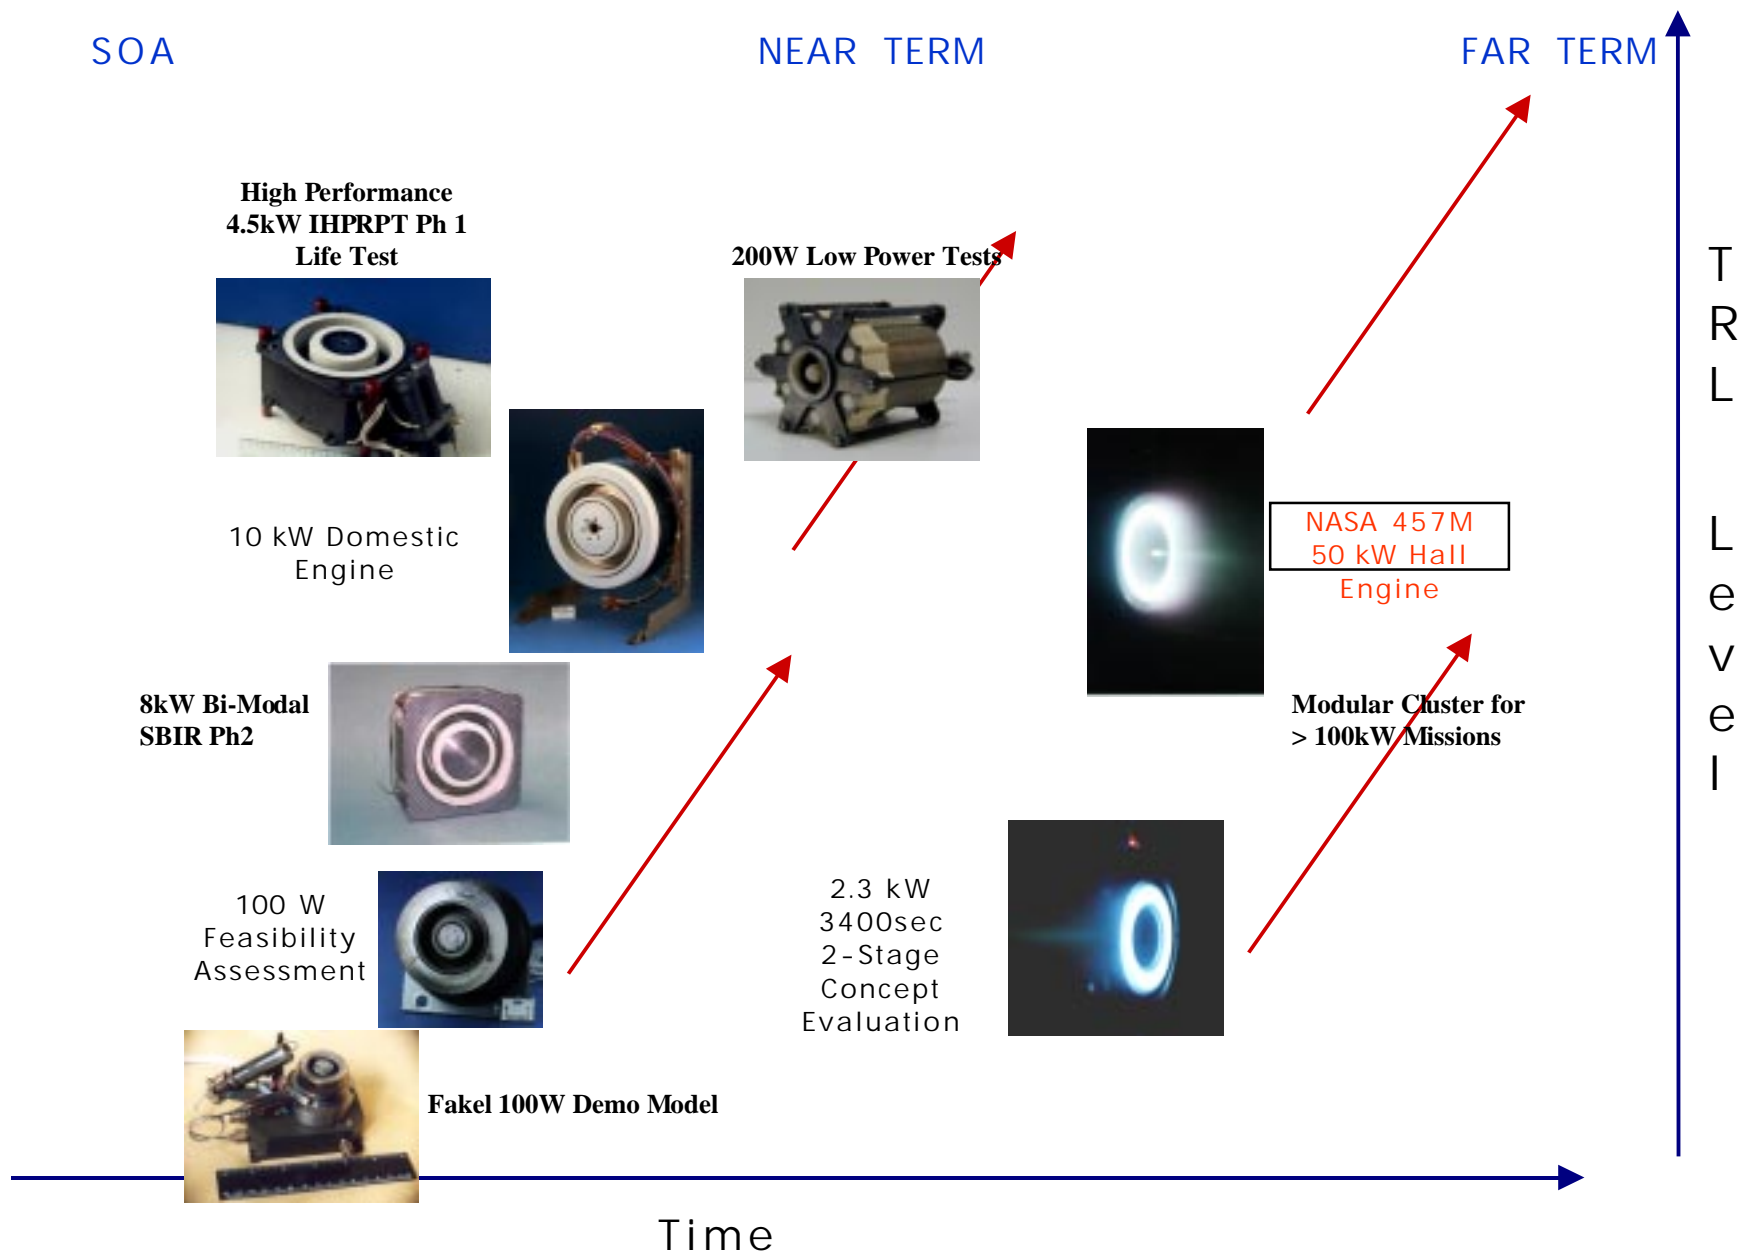 SOA
NEAR TERM
FAR TERM
High Performance
4.5kW IHPRPT Ph 1
Life Test
200W Low Power Tests
10 kW Domestic
Engine
NASA 457M
50 kW Hall
Engine
8kW Bi-Modal
SBIR Ph2
Modular Cluster for
> 100kW Missions
100 W
Feasibility
Assessment
2.3 kW
3400sec
2-Stage
Concept
Evaluation
Fakel 100W Demo Model
TRL Level
Time